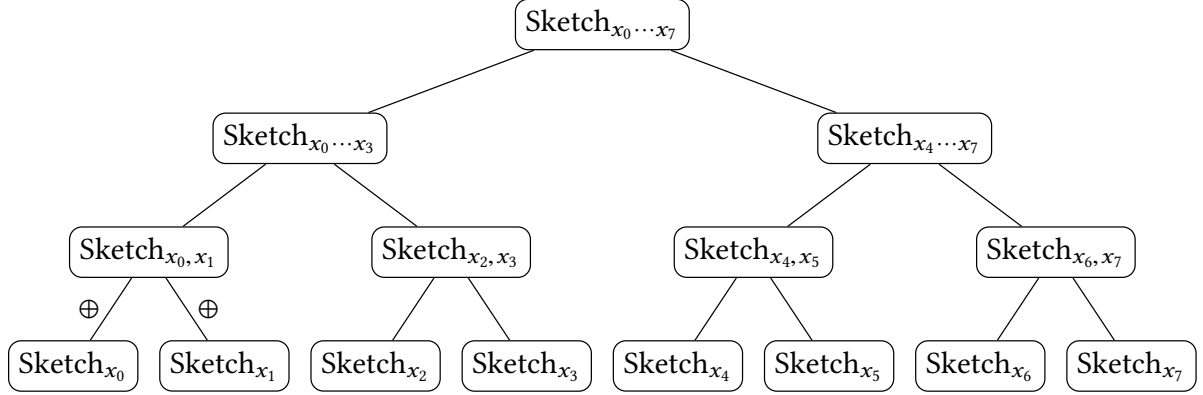 Sketch_{x_0⋯x_7}
Sketch_{x_0⋯x_3} Sketch_{x_4⋯x_7}
Sketch_{x_0,x_1} Sketch_{x_2,x_3} Sketch_{x_4,x_5} Sketch_{x_6,x_7}
⊕ ⊕
Sketch_{x_0} Sketch_{x_1} Sketch_{x_2} Sketch_{x_3} Sketch_{x_4} Sketch_{x_5} Sketch_{x_6} Sketch_{x_7}